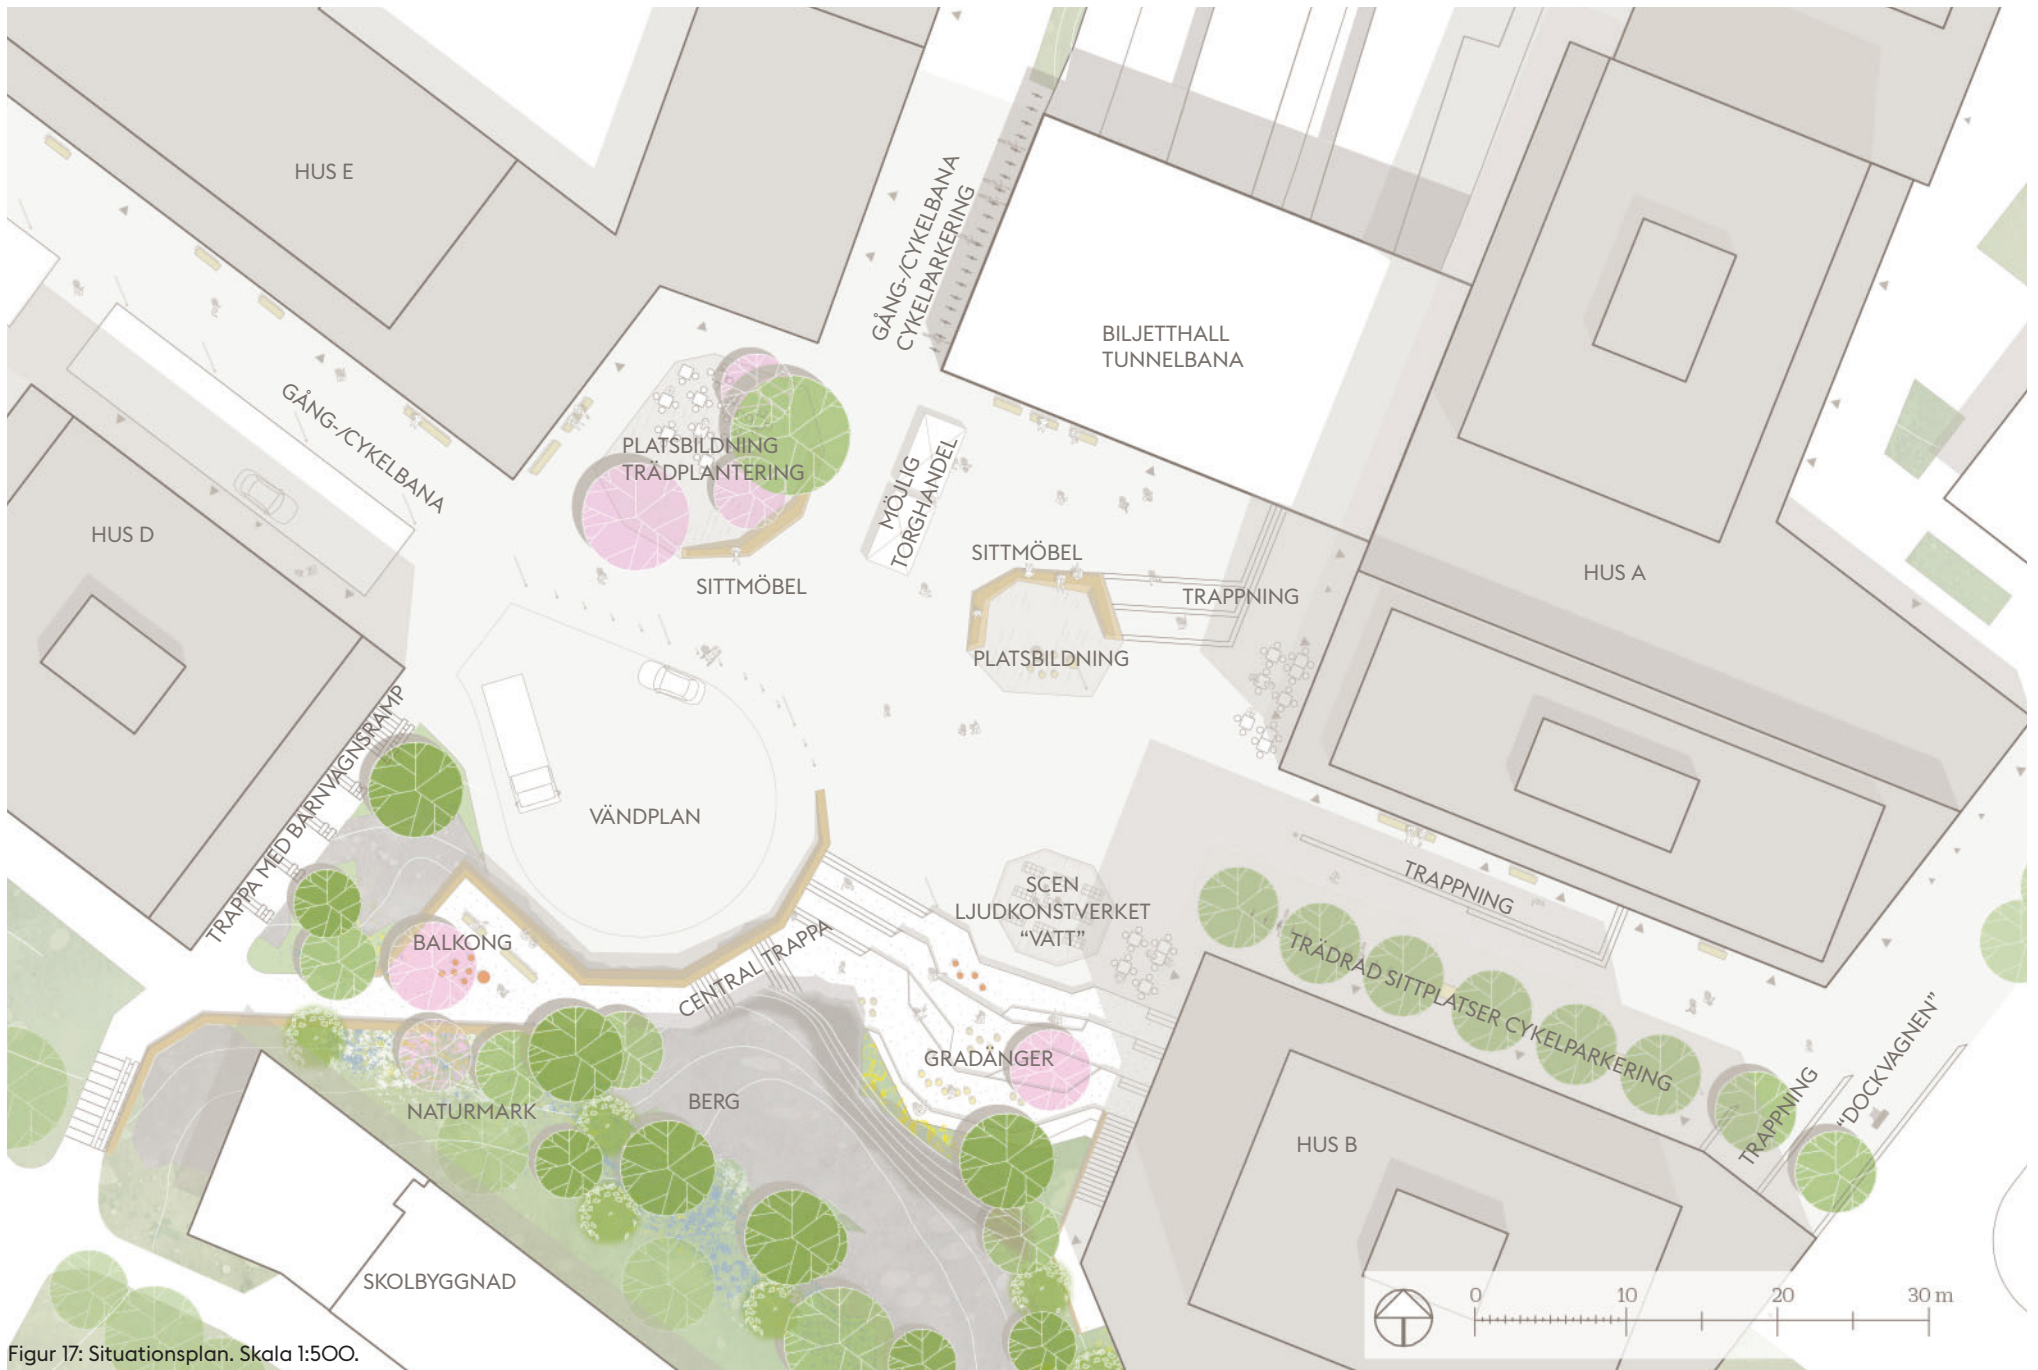 HUS E
GÅNG-/CYKELBANA
CYKELPARKERING
BILJETTHALL
TUNNELBANA
GÅNG-/CYKELBANA
PLATSBILDNING
TRÄDPLANTERING
MÖJLIG
TORGHANDEL
HUS D
SITTMÖBEL
SITTMÖBEL
TRAPPNING
HUS A
PLATSBILDNING
TRAPPA MED BARNVAGNSRAMP
VÄNDPLAN
TRAPPNING
SCEN
LJUDKONSTVERKET
“VATT”
BALKONG
CENTRAL TRAPPA
TRÄDRAD SITTPLATSER CYKELPARKERING
GRADÄNGER
NATURMARK
BERG
TRAPPNING
“DOCKVAGNEN”
HUS B
SKOLBYGGNAD
0 10 20 30 m
Figur 17: Situationsplan. Skala 1:500.